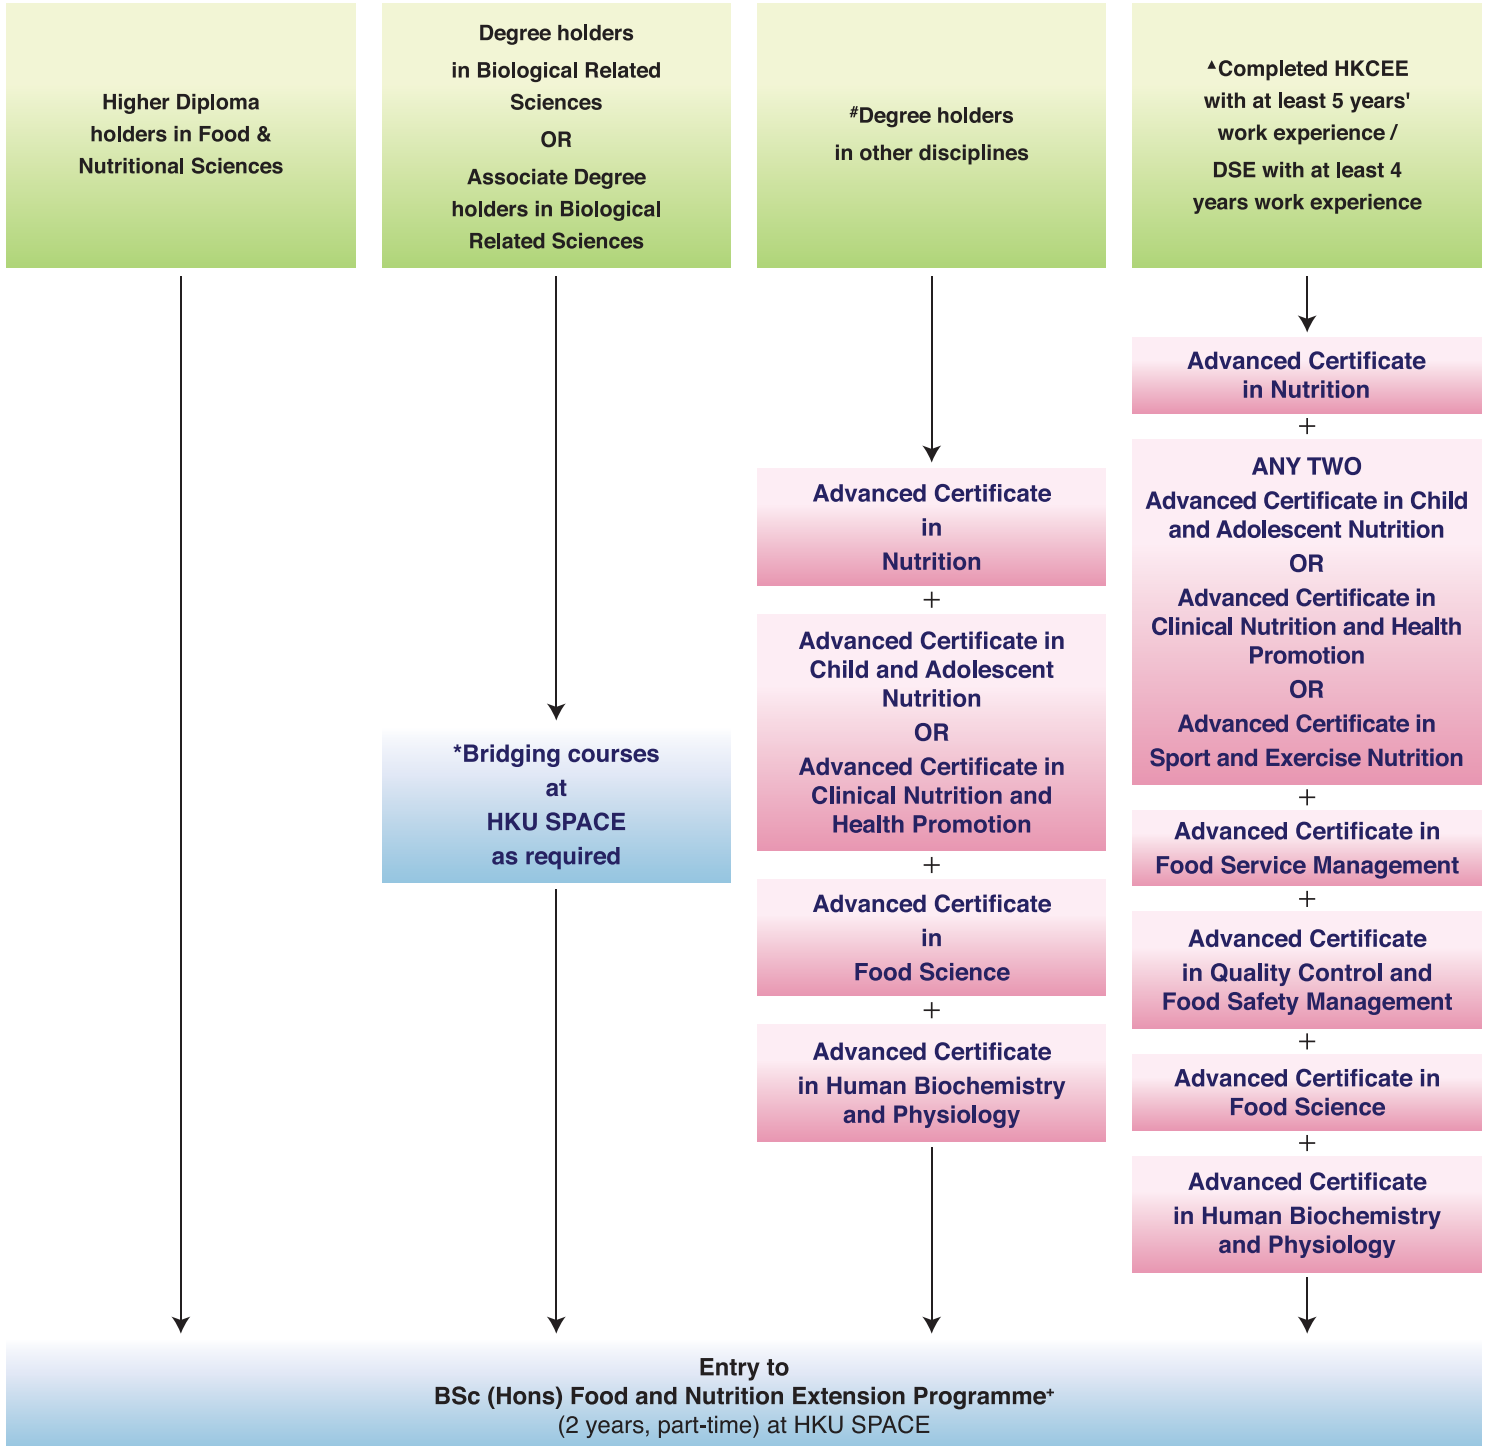 Higher Diploma
holders in Food &
Nutritional Sciences
Degree holders
in Biological Related
Sciences
OR
Associate Degree
holders in Biological
Related Sciences
*Bridging courses
at
HKU SPACE
as required
#Degree holders
in other disciplines
Advanced Certificate
in
Nutrition
+
Advanced Certificate in
Child and Adolescent
Nutrition
OR
Advanced Certificate in
Clinical Nutrition and
Health Promotion
+
Advanced Certificate
in
Food Science
+
Advanced Certificate
in Human Biochemistry
and Physiology
▲Completed HKCEE
with at least 5 years'
work experience /
DSE with at least 4
years work experience
Advanced Certificate
in Nutrition
+
ANY TWO
Advanced Certificate in Child
and Adolescent Nutrition
OR
Advanced Certificate in
Clinical Nutrition and Health
Promotion
OR
Advanced Certificate in
Sport and Exercise Nutrition
+
Advanced Certificate in
Food Service Management
+
Advanced Certificate
in Quality Control and
Food Safety Management
+
Advanced Certificate in
Food Science
+
Advanced Certificate
in Human Biochemistry
and Physiology
Entry to
BSc (Hons) Food and Nutrition Extension Programme+
(2 years, part-time) at HKU SPACE